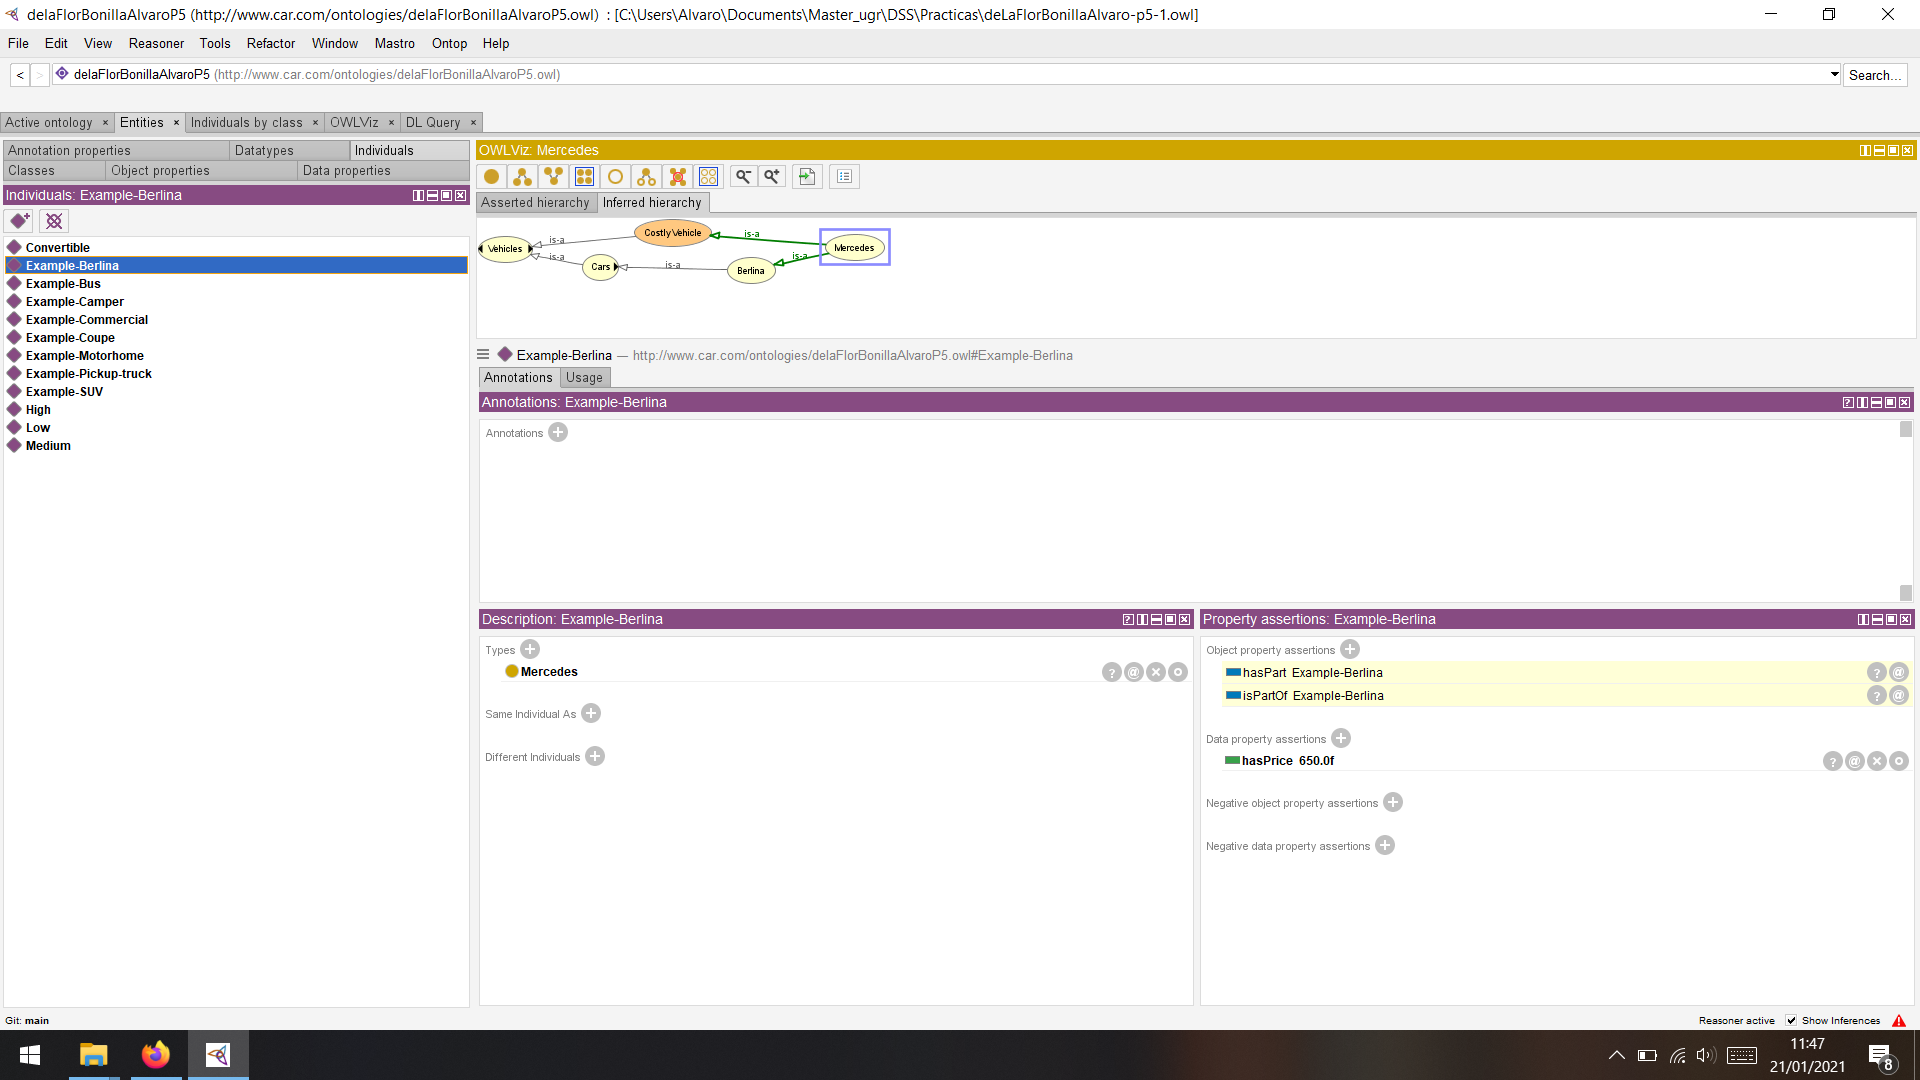 delaFlorBonillaAlvaroP5 (http://www.car.com/ontologies/delaFlorBonillaAlvaroP5.owl) : [C:\Users\Alvaro\Documents\Master_ugr\DSS\Practicas\deLaFlorBonillaAlvaro-p5-1.owl]
File Edit View Reasoner Tools Refactor Window Mastro Ontop Help
< > delaFlorBonillaAlvaroP5 (http://www.car.com/ontologies/delaFlorBonillaAlvaroP5.owl) Search...
Active ontology × Entities × Individuals by class × OWLViz × DL Query ×
Annotation properties Datatypes Individuals
Classes Object properties Data properties
Individuals: Example-Berlina
Convertible
Example-Berlina
Example-Bus
Example-Camper
Example-Commercial
Example-Coupe
Example-Motorhome
Example-Pickup-truck
Example-SUV
High
Low
Medium
OWLViz: Mercedes
Asserted hierarchy Inferred hierarchy
Vehicles
is-a
is-a
Costly Vehicle
Cars
is-a
Berlina
is-a
is-a
Mercedes
Example-Berlina — http://www.car.com/ontologies/delaFlorBonillaAlvaroP5.owl#Example-Berlina
Annotations Usage
Annotations: Example-Berlina
Annotations
Description: Example-Berlina
Types
Mercedes
Same Individual As
Different Individuals
Property assertions: Example-Berlina
Object property assertions
hasPart Example-Berlina
isPartOf Example-Berlina
Data property assertions
hasPrice 650.0f
Negative object property assertions
Negative data property assertions
Git: main
Reasoner active Show Inferences
11:47
21/01/2021
8